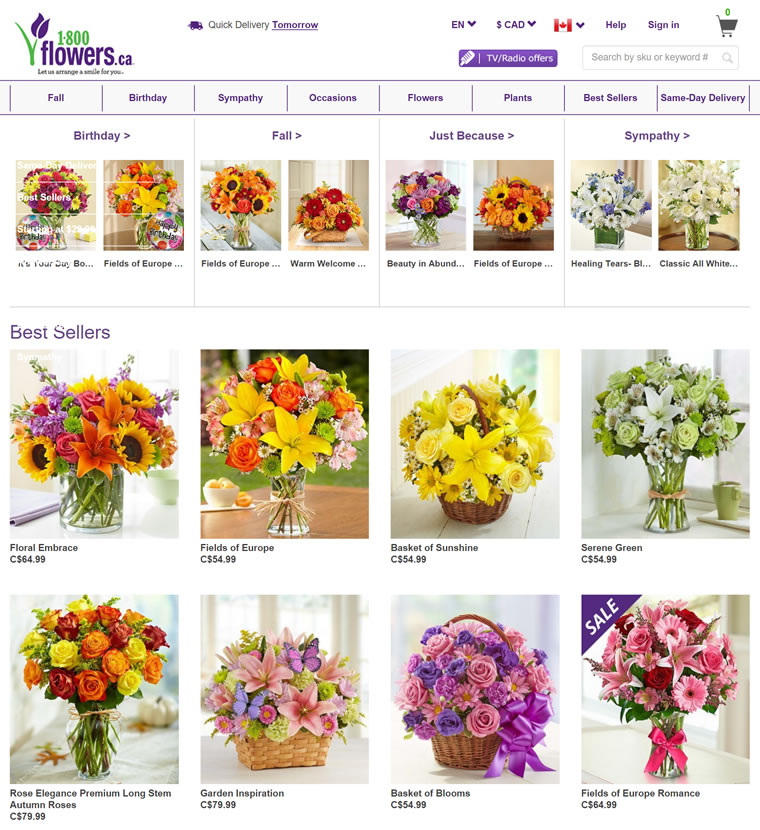 1·800
flowers.ca
Let us arrange a smile for you.
Quick Delivery Tomorrow
EN
$ CAD
Help
Sign in
0
TV/Radio offers
Search by sku or keyword #
Fall
Birthday
Sympathy
Occasions
Flowers
Plants
Best Sellers
Same-Day Delivery
Birthday >
Fall >
Just Because >
Sympathy >
Same-Day Deliver
Best Sellers
Starting at
It's Your Day Bo...
Fields of Europe ...
Fields of Europe ...
Warm Welcome ...
Beauty in Abund...
Fields of Europe ...
Healing Tears- Bl...
Classic All White...
Best Sellers
Sympathy
Floral Embrace
C$64.99
Fields of Europe
C$54.99
Basket of Sunshine
C$54.99
Serene Green
C$54.99
SALE
Rose Elegance Premium Long Stem
Autumn Roses
C$79.99
Garden Inspiration
C$79.99
Basket of Blooms
C$54.99
Fields of Europe Romance
C$64.99